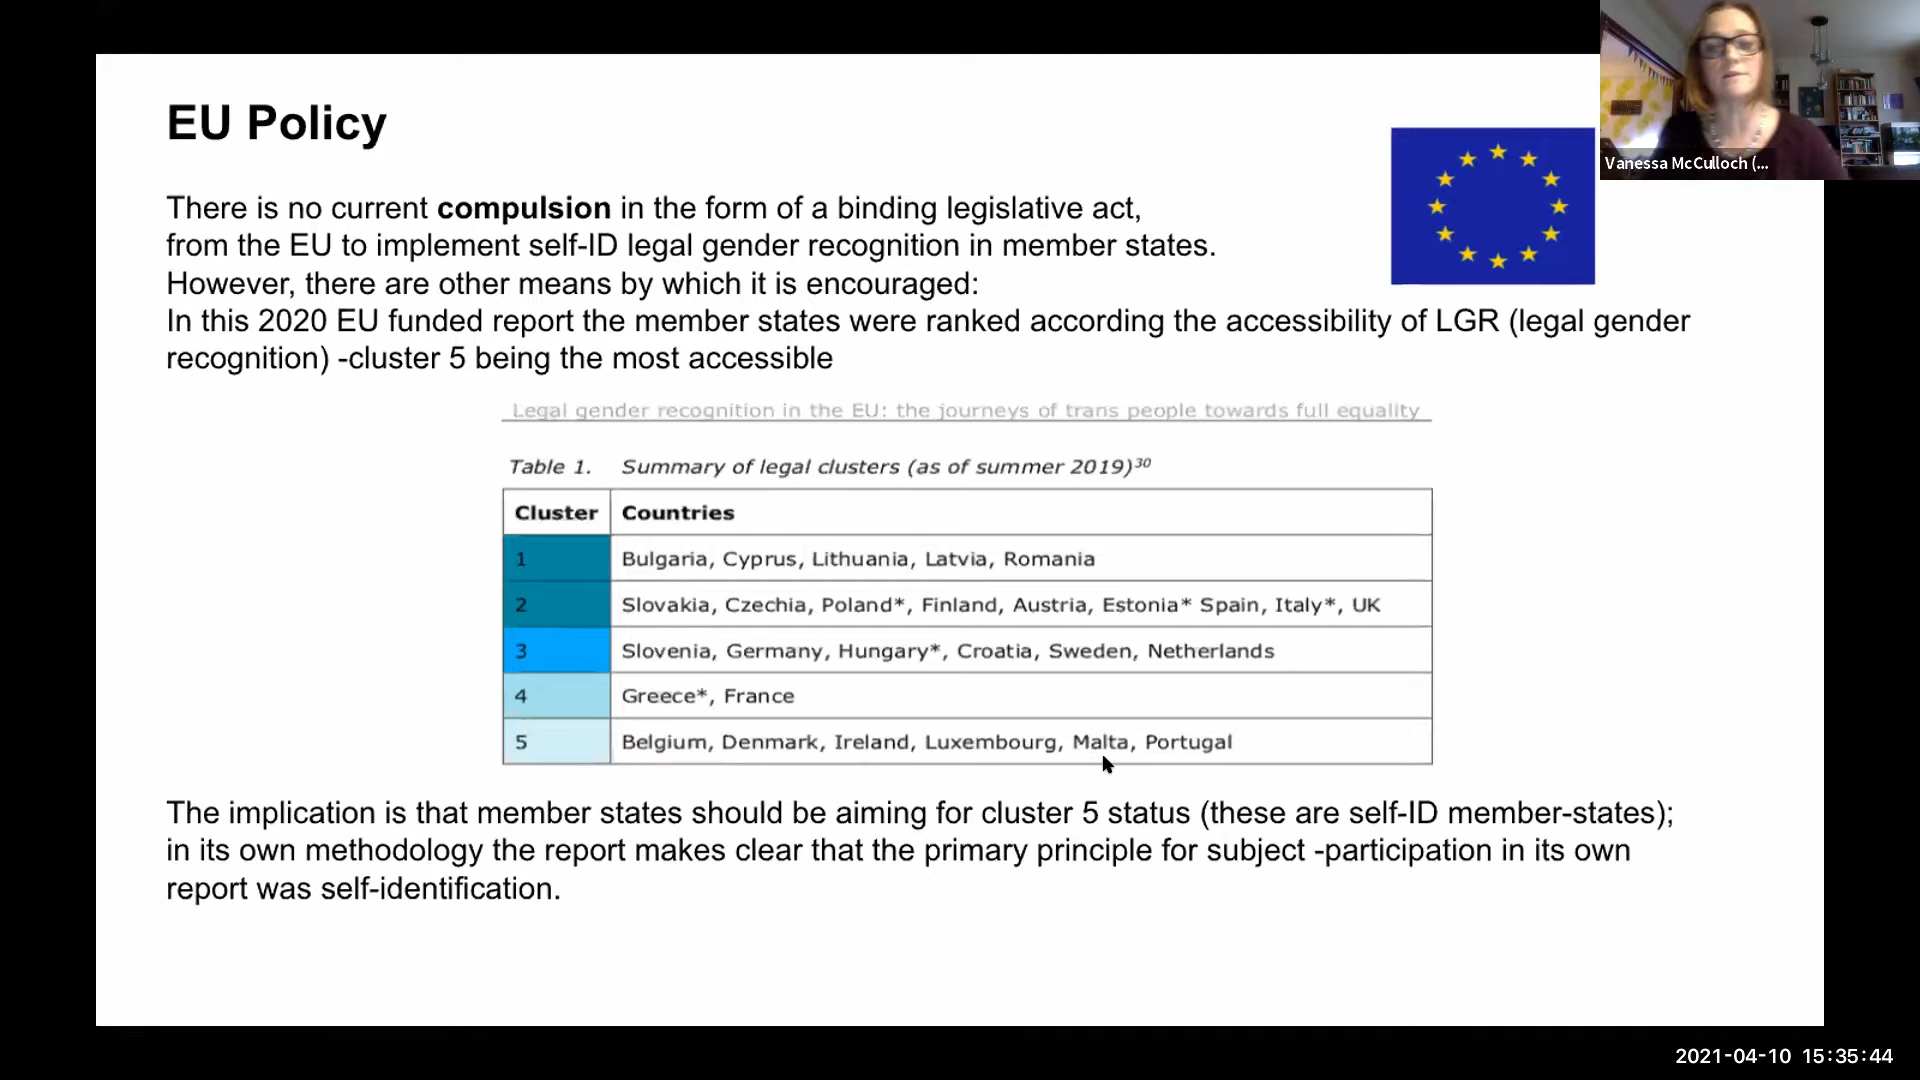 EU Policy
Vanessa McCulloch (...
There is no current compulsion in the form of a binding legislative act,
from the EU to implement self-ID legal gender recognition in member states.
However, there are other means by which it is encouraged:
In this 2020 EU funded report the member states were ranked according the accessibility of LGR (legal gender
recognition) -cluster 5 being the most accessible
Legal gender recognition in the EU: the journeys of trans people towards full equality
Table 1. Summary of legal clusters (as of summer 2019)³⁰
Cluster Countries
1 Bulgaria, Cyprus, Lithuania, Latvia, Romania
2 Slovakia, Czechia, Poland*, Finland, Austria, Estonia* Spain, Italy*, UK
3 Slovenia, Germany, Hungary*, Croatia, Sweden, Netherlands
4 Greece*, France
5 Belgium, Denmark, Ireland, Luxembourg, Malta, Portugal
The implication is that member states should be aiming for cluster 5 status (these are self-ID member-states);
in its own methodology the report makes clear that the primary principle for subject -participation in its own
report was self-identification.
2021-04-10 15:35:44